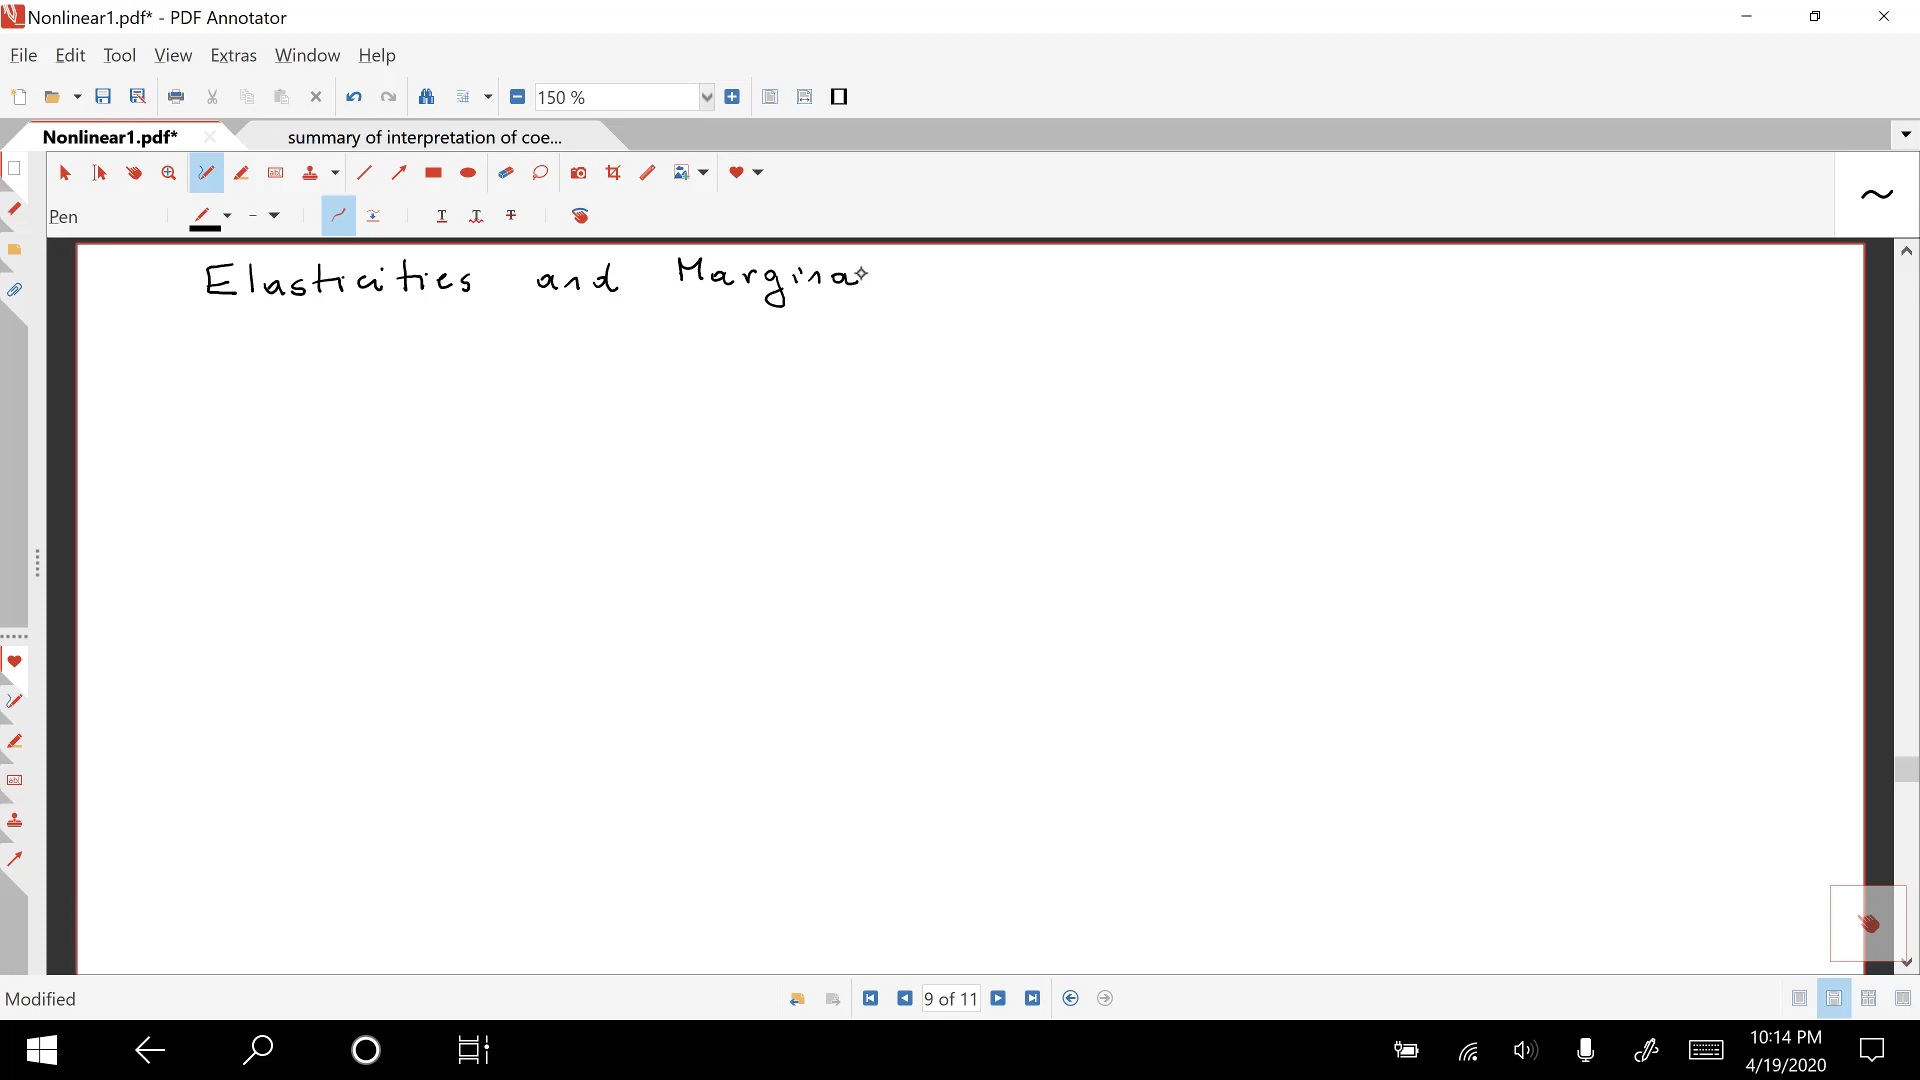 Nonlinear1.pdf* - PDF Annotator
File Edit Tool View Extras Window Help
150 %
Nonlinear1.pdf* summary of interpretation of coe...
Pen
Elasticities and Margina
Modified
9 of 11
10:14 PM
4/19/2020